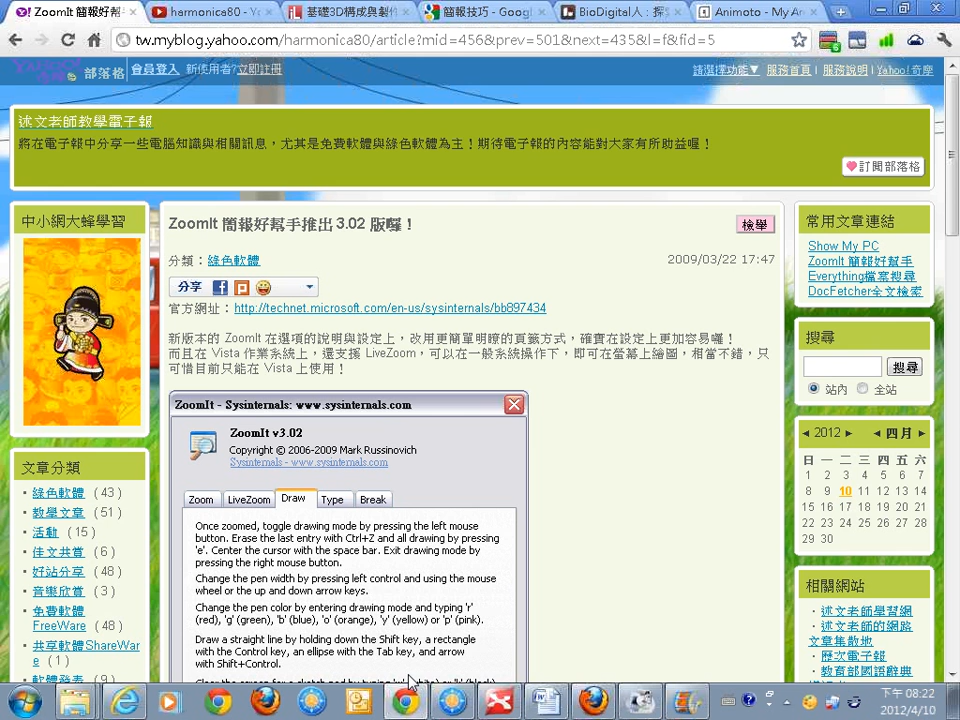 ZoomIt 簡報好幫
harmonica80 - Yo
基礎3D構成與製作
簡報技巧 - Googl
BioDigital人：探
Animoto - My An
tw.myblog.yahoo.com/harmonica80/article?mid=456&prev=501&next=435&l=f&fid=5
部落格 會員登入 新使用者?立即註冊
請選擇功能▼ 服務首頁 | 服務說明 | Yahoo!奇摩
述文老師教學電子報
將在電子報中分享一些電腦知識與相關訊息，尤其是免費軟體與綠色軟體為主！期待電子報的內容能對大家有所助益喔！
訂閱部落格
中小網大蜂學習
ZoomIt 簡報好幫手推出 3.02 版囉！
檢舉
分類：綠色軟體
2009/03/22 17:47
分享
官方網址：http://technet.microsoft.com/en-us/sysinternals/bb897434
新版本的 ZoomIt 在選項的說明與設定上，改用更簡單明瞭的頁籤方式，確實在設定上更加容易囉！
而且在 Vista 作業系統上，還支援 LiveZoom，可以在一般系統操作下，即可在螢幕上繪圖，相當不錯，只
可惜目前只能在 Vista 上使用！
ZoomIt - Sysinternals: www.sysinternals.com
ZoomIt v3.02
Copyright © 2006-2009 Mark Russinovich
Sysinternals - www.sysinternals.com
Zoom LiveZoom Draw Type Break
Once zoomed, toggle drawing mode by pressing the left mouse
button. Erase the last entry with Ctrl+Z and all drawing by pressing
'e'. Center the cursor with the space bar. Exit drawing mode by
pressing the right mouse button.
Change the pen width by pressing left control and using the mouse
wheel or the up and down arrow keys.
Change the pen color by entering drawing mode and typing 'r'
(red), 'g' (green), 'b' (blue), 'o' (orange), 'y' (yellow) or 'p' (pink).
Draw a straight line by holding down the Shift key, a rectangle
with the Control key, an ellipse with the Tab key, and arrow
with Shift+Control.
文章分類
綠色軟體 (43)
教學文章 (51)
活動 (15)
佳文共賞 (6)
好站分享 (48)
音樂欣賞 (3)
免費軟體
FreeWare (48)
共享軟體ShareWar
e (1)
軟體發表 (9)
常用文章連結
Show My PC
ZoomIt 簡報好幫手
Everything檔案搜尋
DocFetcher全文檢索
搜尋
搜尋
站內 全站
◄ 2012 ► ◄ 四月 ►
日 一 二 三 四 五 六
1 2 3 4 5 6 7
8 9 10 11 12 13 14
15 16 17 18 19 20 21
22 23 24 25 26 27 28
29 30
相關網站
述文老師學習網
述文老師的網路
文章集散地
歷次電子報
教育部國語辭典
下午 08:22
2012/4/10